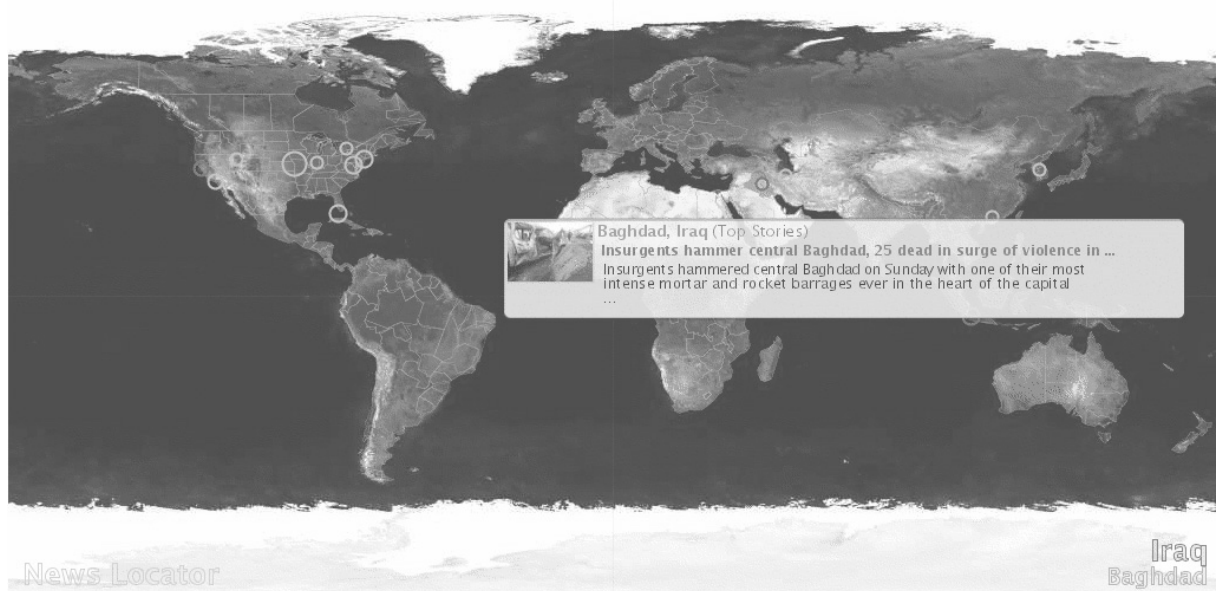 Baghdad, Iraq (Top Stories)
Insurgents hammer central Baghdad, 25 dead in surge of violence in ...
Insurgents hammered central Baghdad on Sunday with one of their most
intense mortar and rocket barrages ever in the heart of the capital
...
Iraq
News Locator
Baghdad